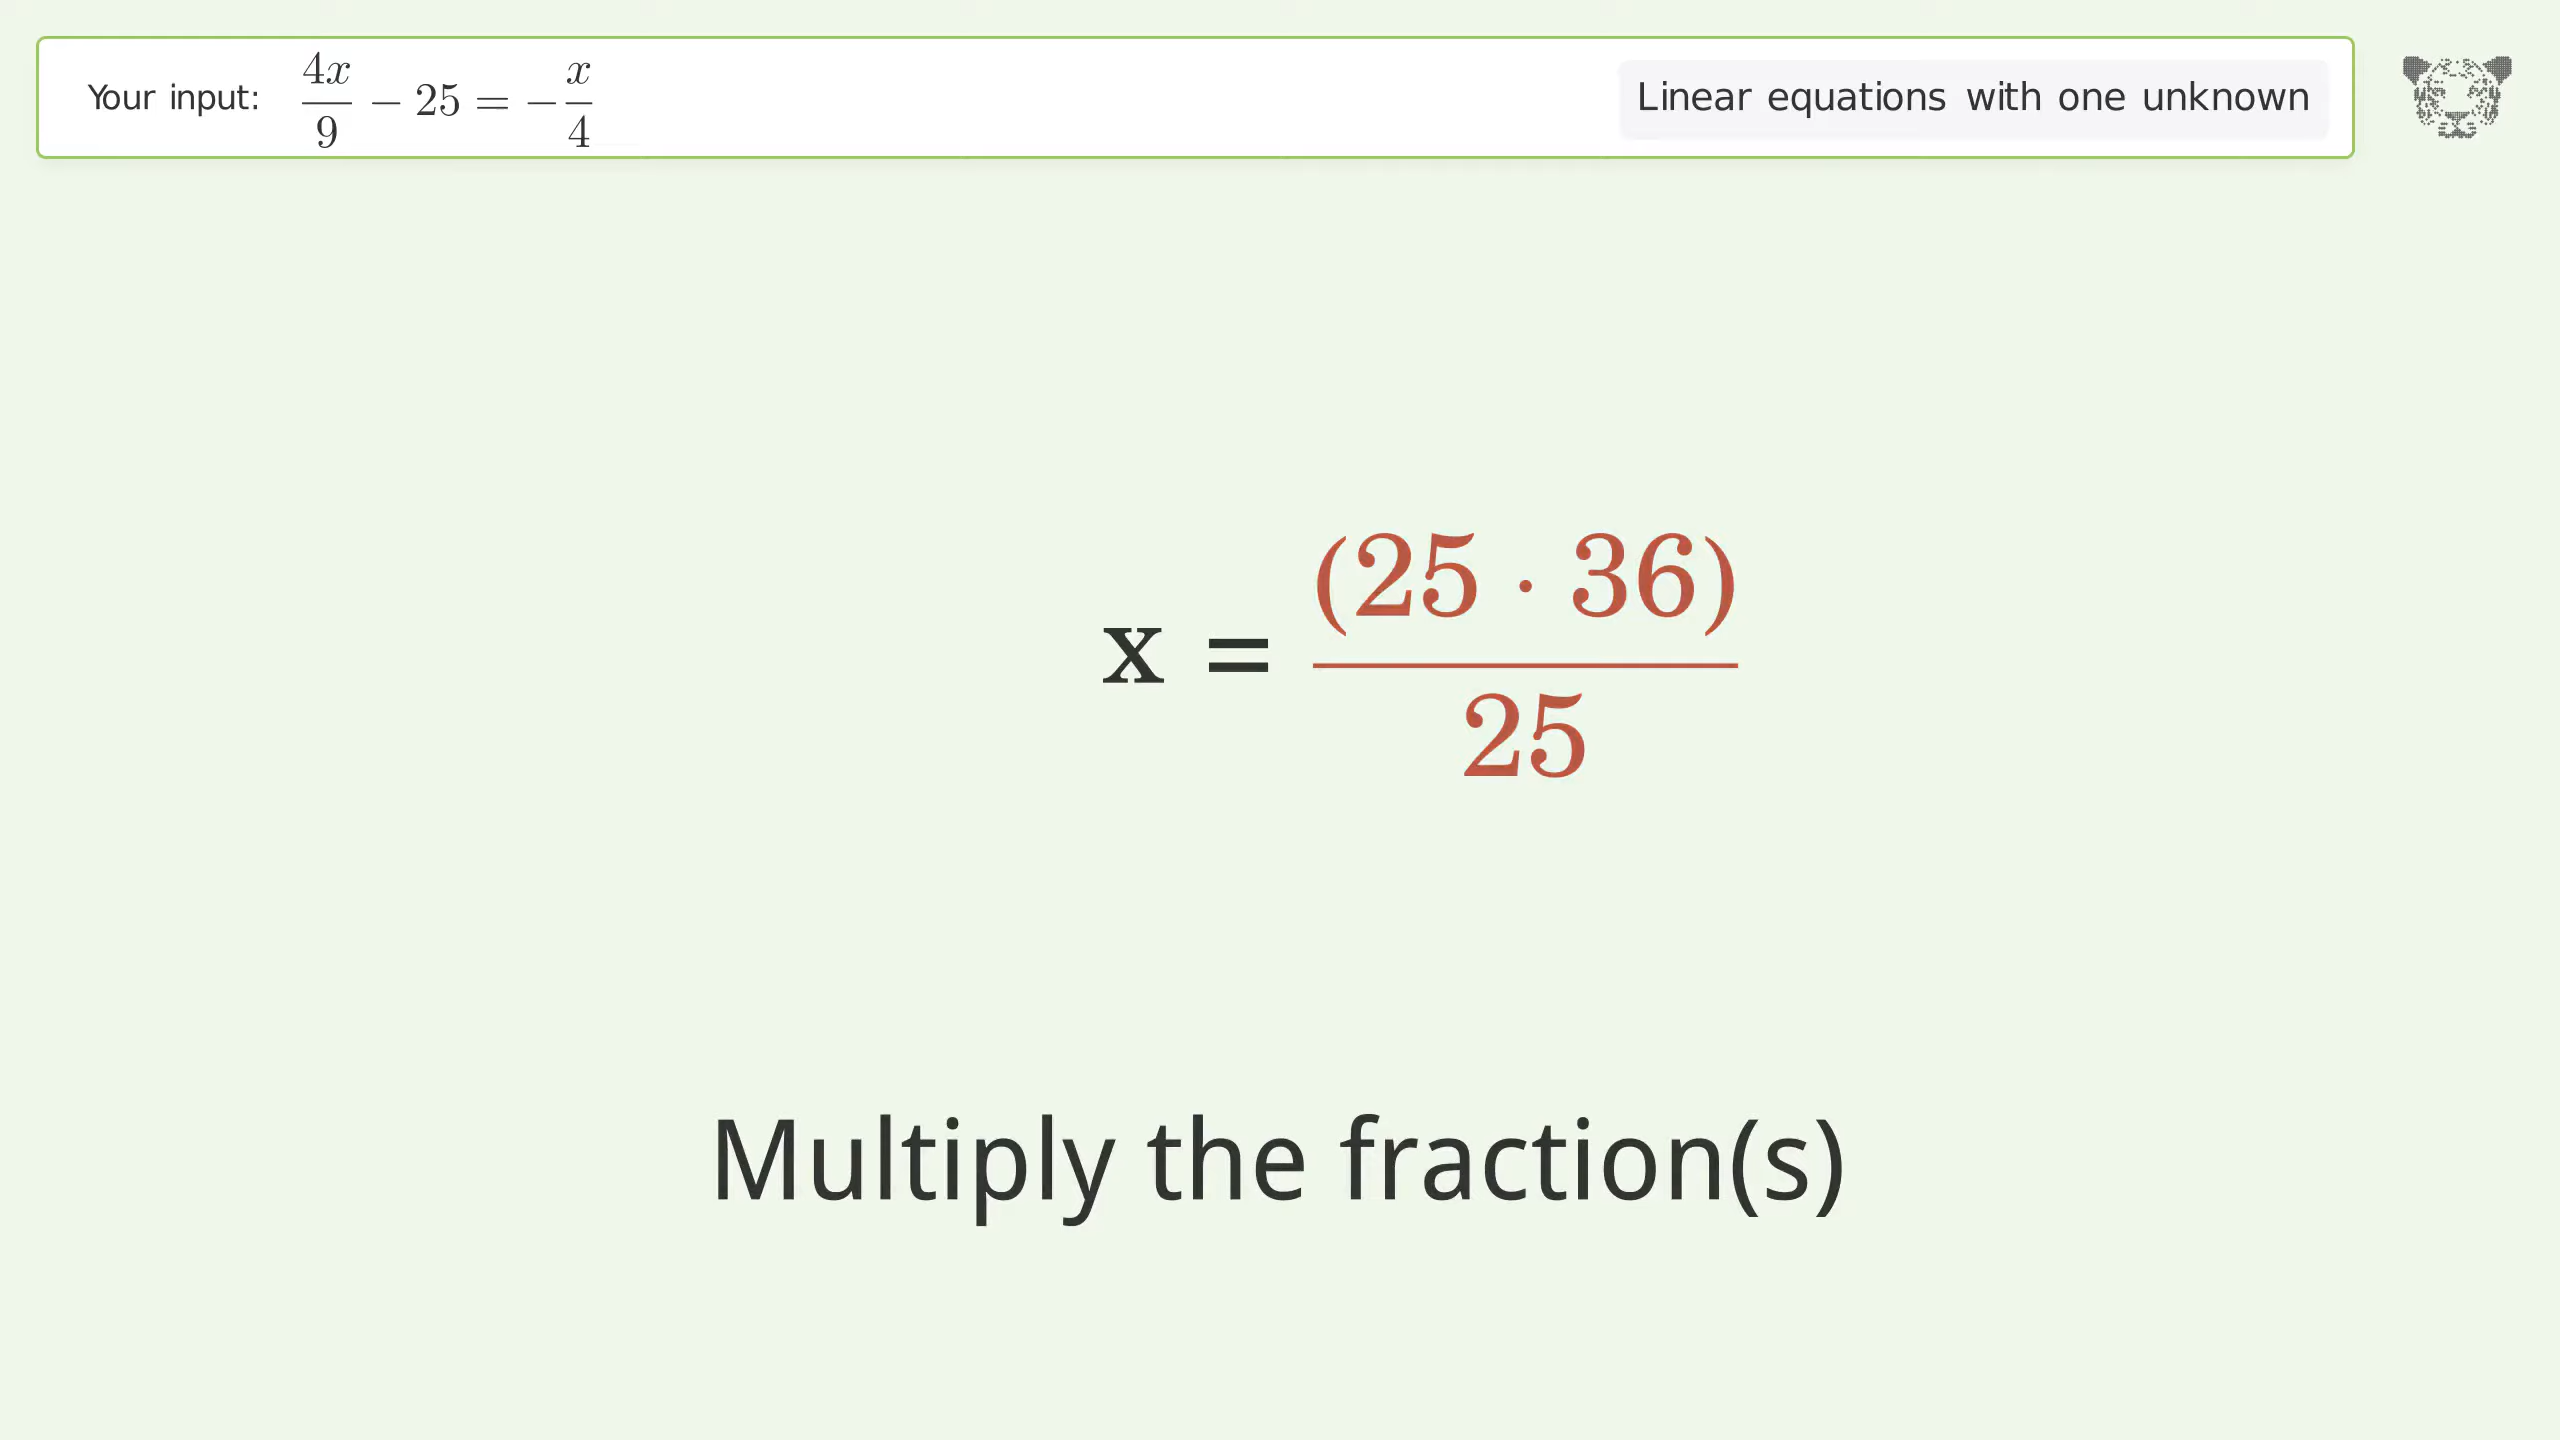 Your input: 4x/9 − 25 = −x/4
Linear equations with one unknown
x = (25 · 36)/25
Multiply the fraction(s)